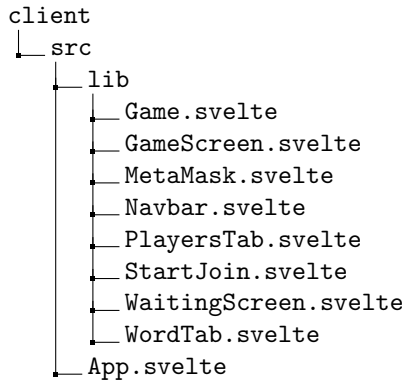 client
src
lib
Game.svelte
GameScreen.svelte
MetaMask.svelte
Navbar.svelte
PlayersTab.svelte
StartJoin.svelte
WaitingScreen.svelte
WordTab.svelte
App.svelte